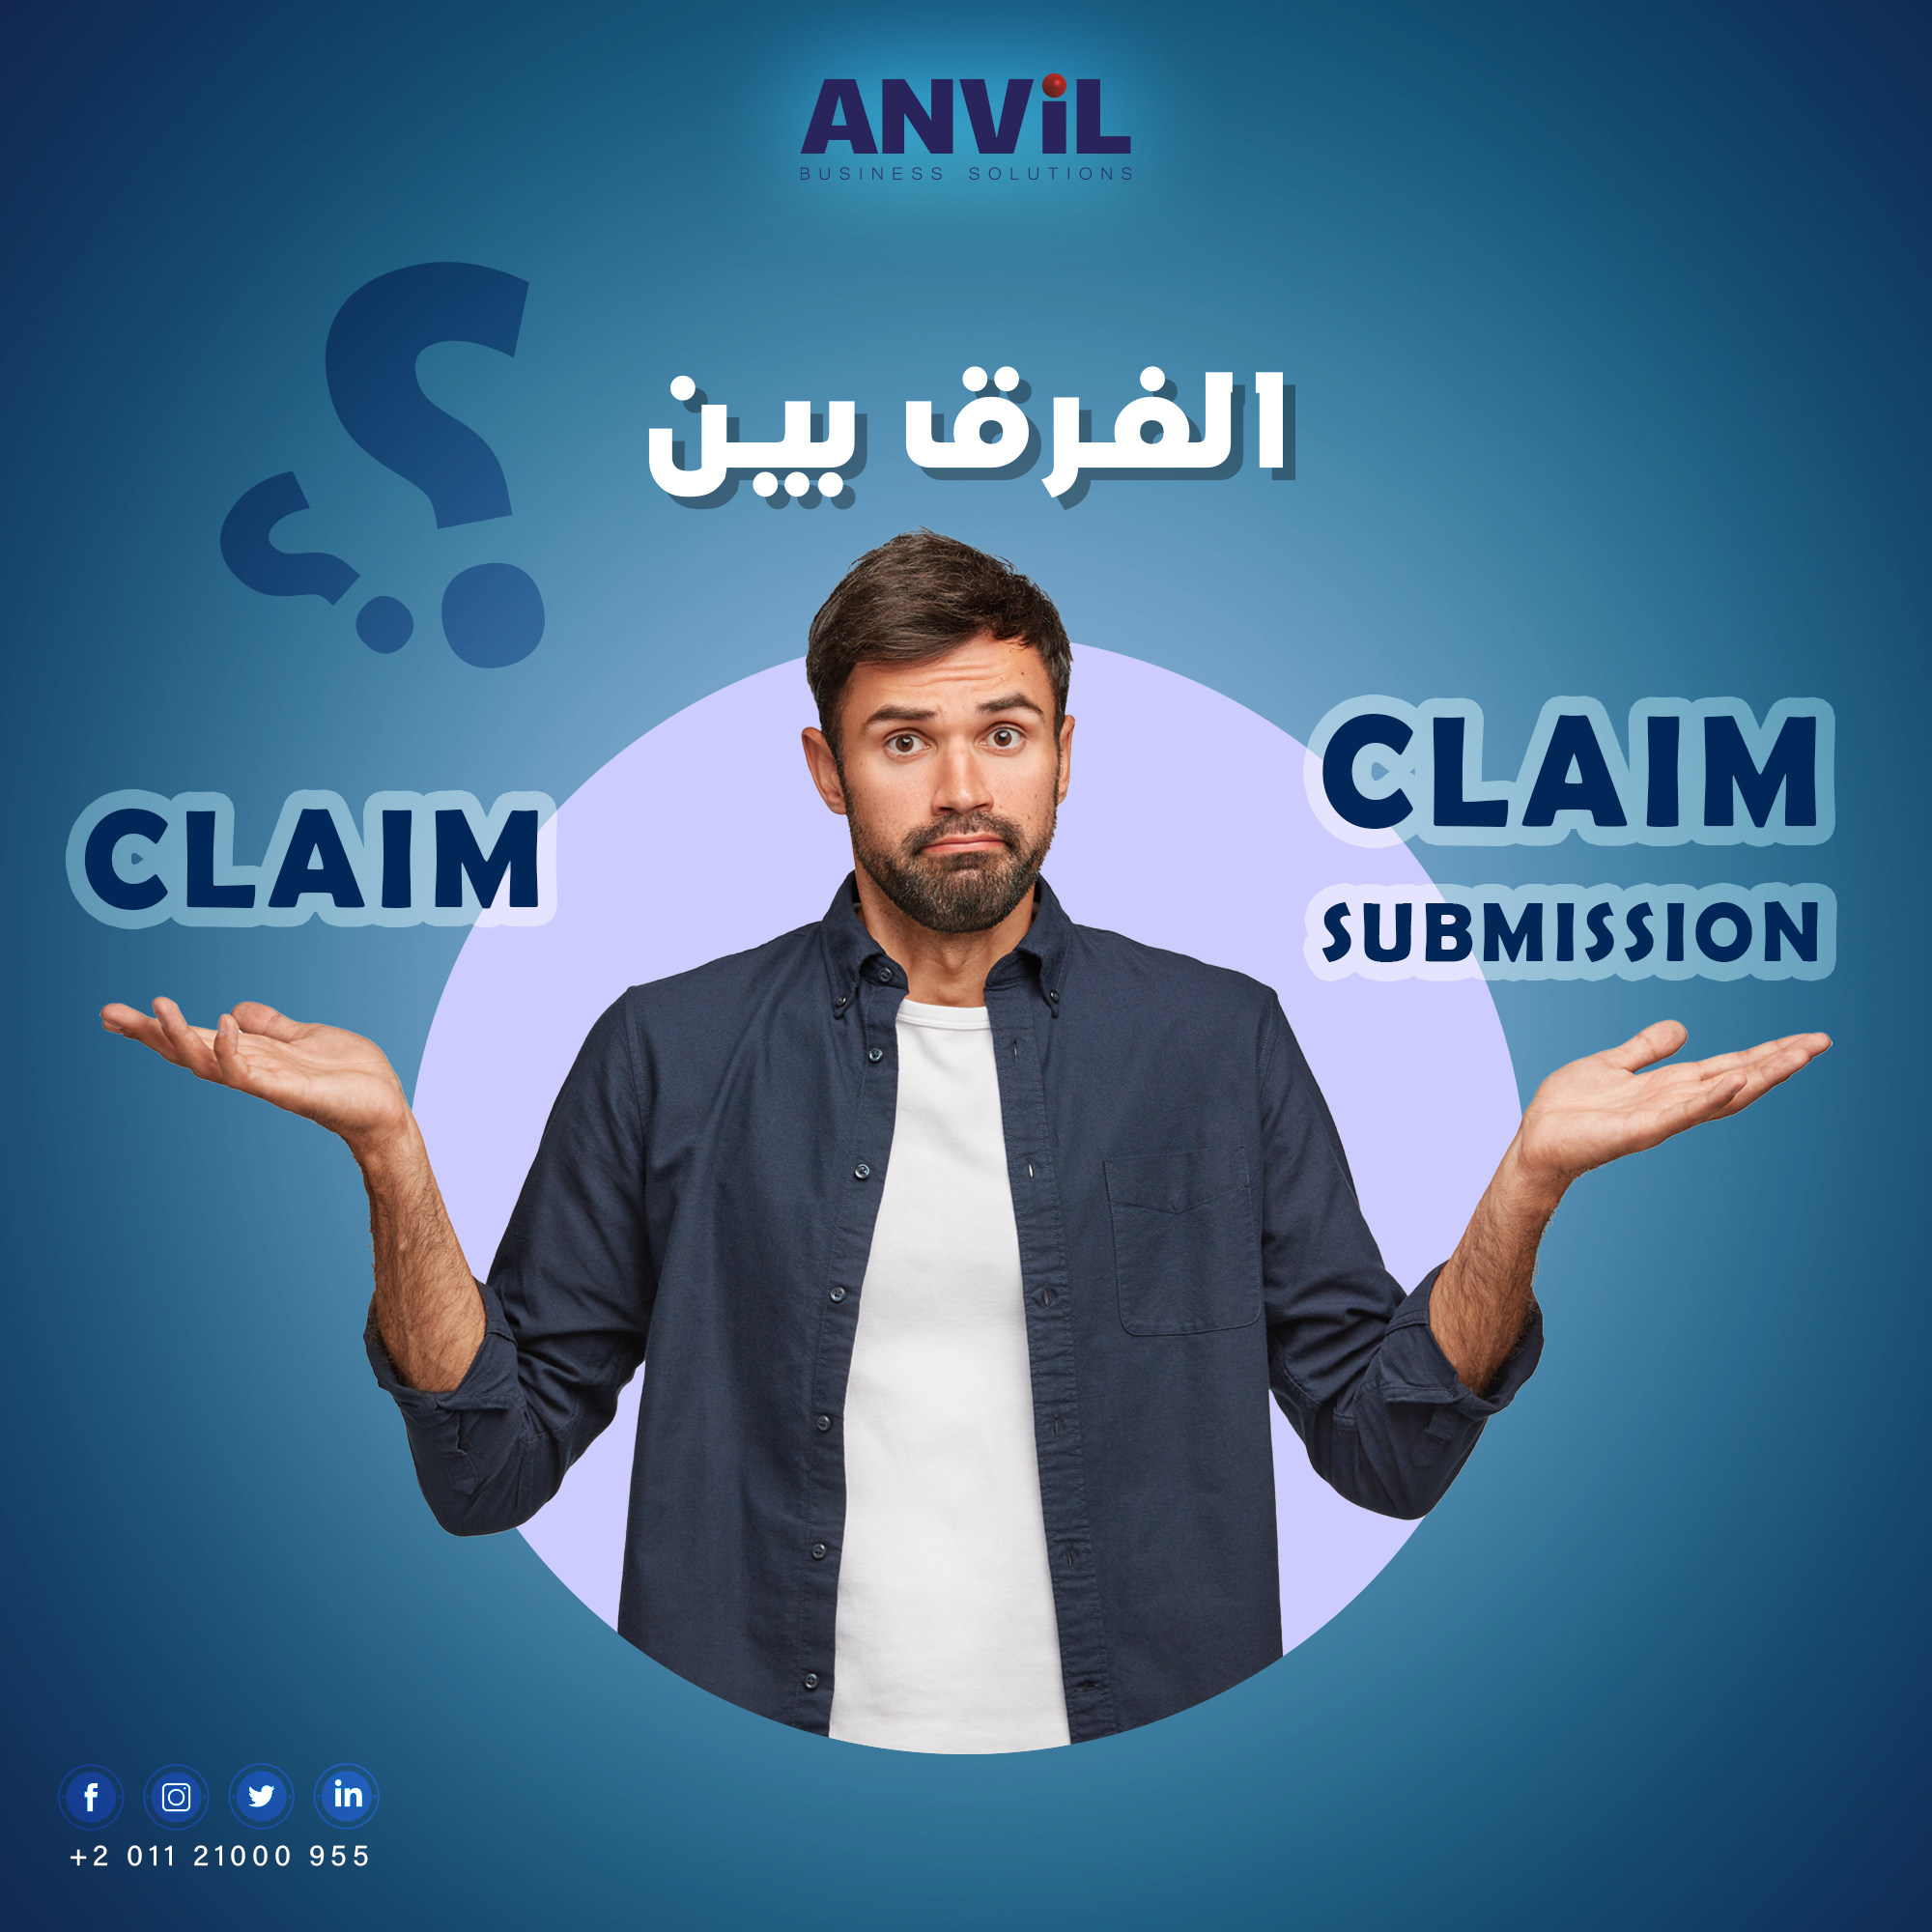 ANViL
BUSINESS SOLUTIONS
؟
؟
الفرق بين
CLAIM
CLAIM
SUBMISSION
+2 011 21000 955